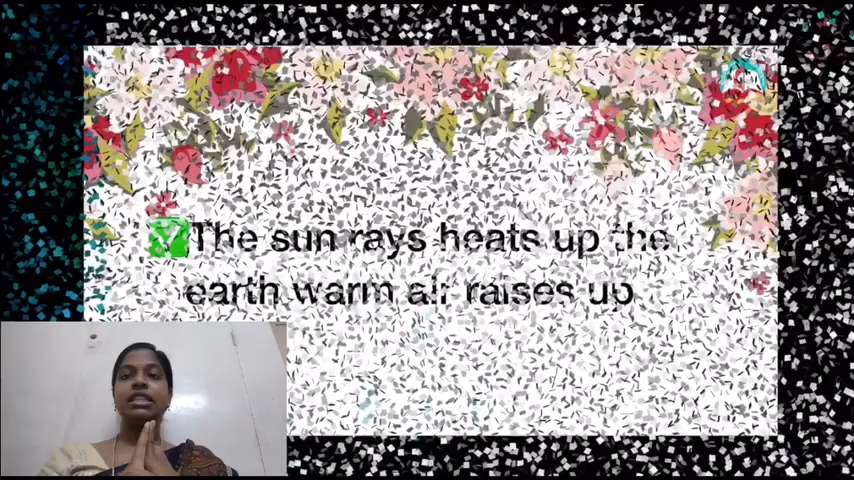 The sun rays heats up the
earth warm air raises up